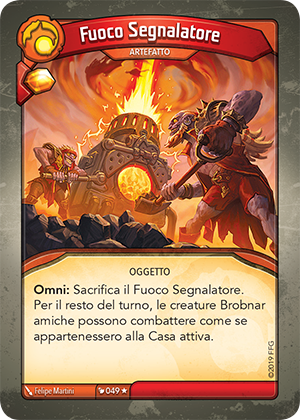 Fuoco Segnalatore
ARTEFATTO
OGGETTO
Omni: Sacrifica il Fuoco Segnalatore.
Per il resto del turno, le creature Brobnar
amiche possono combattere come se
appartenessero alla Casa attiva.
Felipe Martini
049★
©2019 FFG